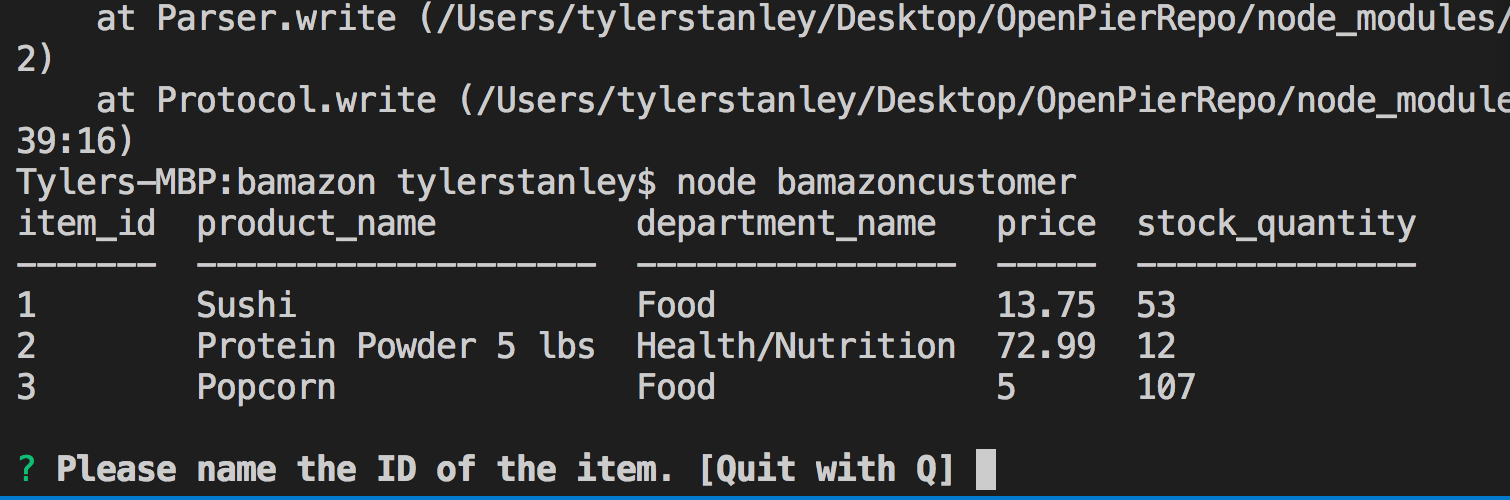 at Parser.write (/Users/tylerstanley/Desktop/OpenPierRepo/node_modules/
2)
at Protocol.write (/Users/tylerstanley/Desktop/OpenPierRepo/node_module
39:16)
Tylers-MBP:bamazon tylerstanley$ node bamazoncustomer
item_id  product_name          department_name   price  stock_quantity
-------  --------------------  ----------------  -----  --------------
1        Sushi                 Food              13.75  53
2        Protein Powder 5 lbs  Health/Nutrition  72.99  12
3        Popcorn               Food              5      107
? Please name the ID of the item. [Quit with Q]